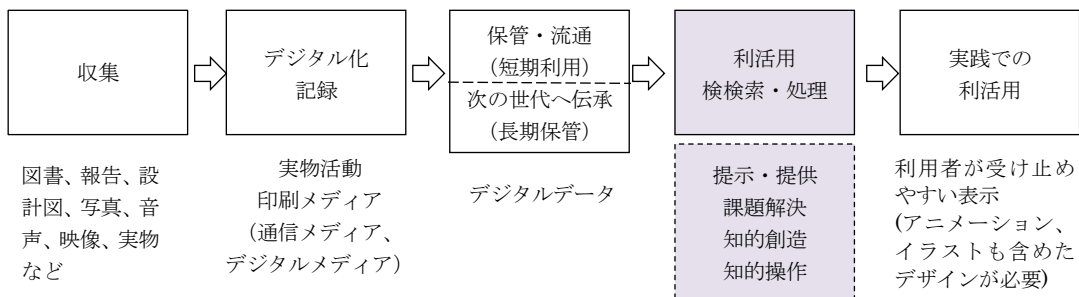 収集
デジタル化
記録
保管・流通
(短期利用)
次の世代へ伝承
(長期保管)
利活用
検検索・処理
実践での
利活用
図書、報告、設
計図、写真、音
声、映像、実物
など
実物活動
印刷メディア
(通信メディア、
デジタルメディア)
デジタルデータ
提示・提供
課題解決
知的創造
知的操作
利用者が受け止め
やすい表示
(アニメーション、
イラストも含めた
デザインが必要)